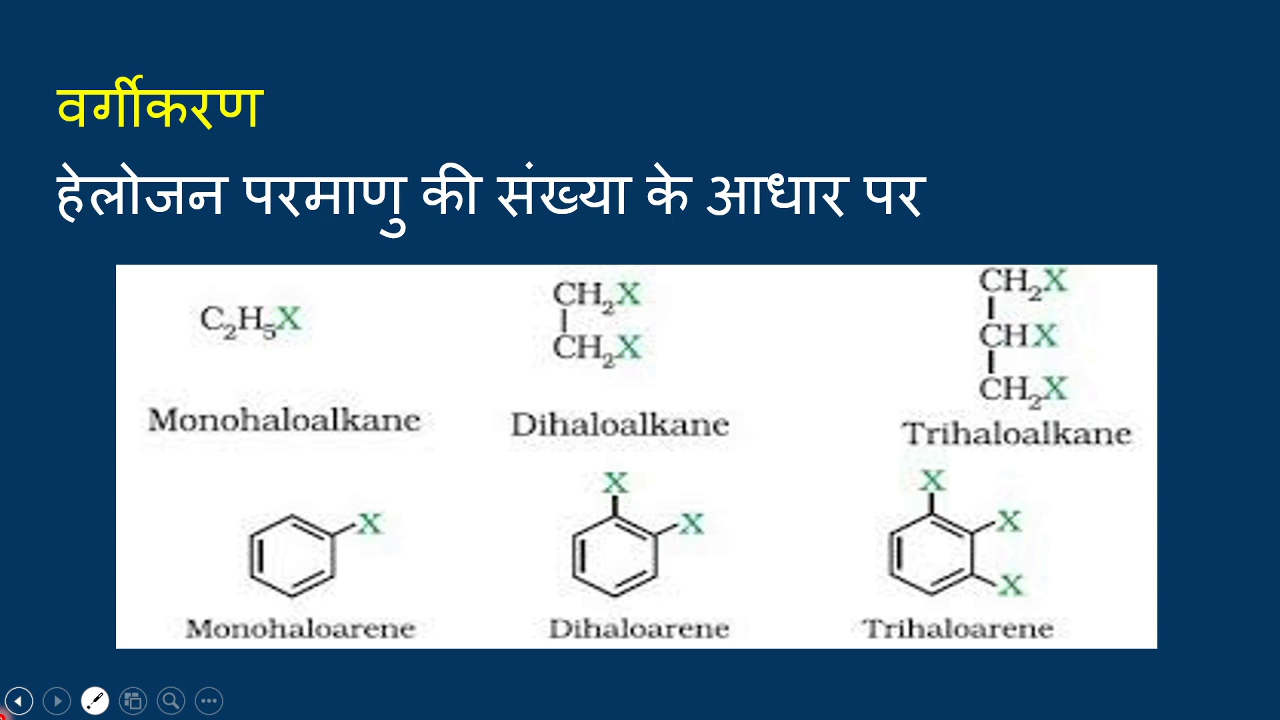 वर्गीकरण
हेलोजन परमाणु की संख्या के आधार पर
C₂H₅X
CH₂X
CH₂X
CH₂X
CHX
CH₂X
Monohaloalkane
Dihaloalkane
Trihaloalkane
X
X
X
X
X
X
Monohaloarene
Dihaloarene
Trihaloarene